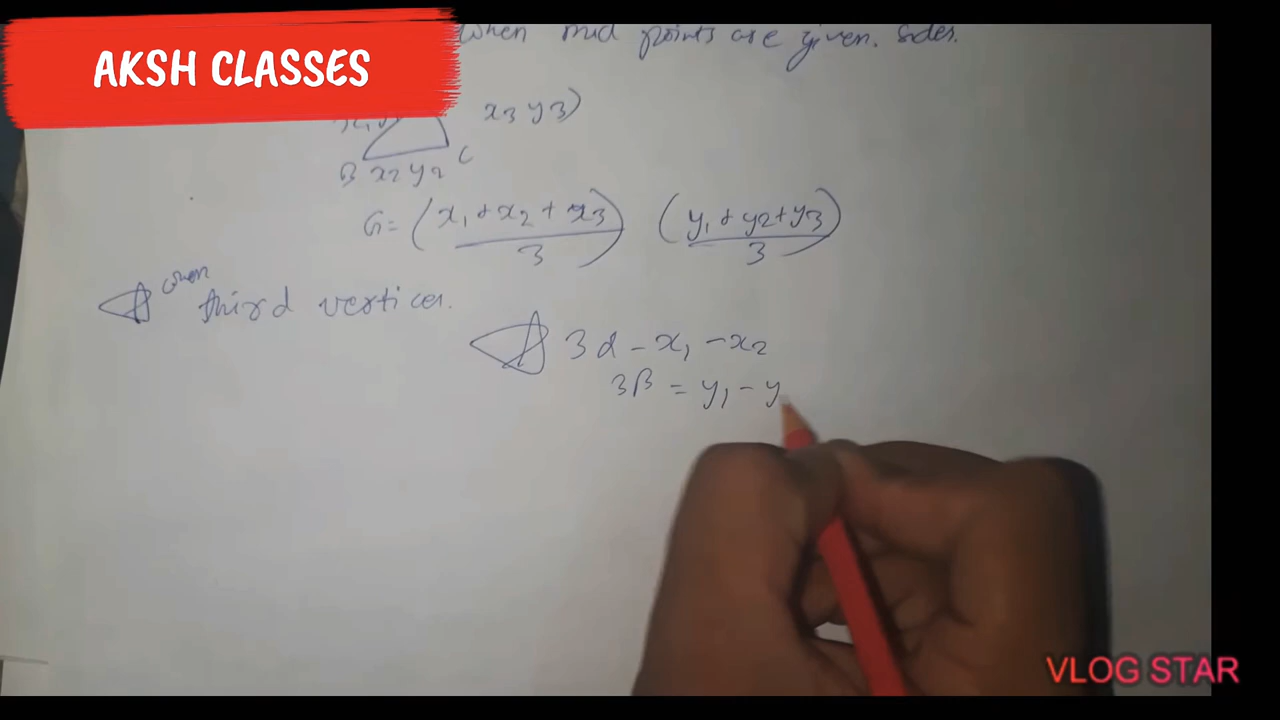 AKSH CLASSES
when mid points are given. Sides.
x3 y3)
B x2 y2 C
G = (x1 + x2 + x3 / 3) (y1 + y2 + y3 / 3)
when
third vertices.
3α - x1 - x2
3β = y1 - y
VLOG STAR